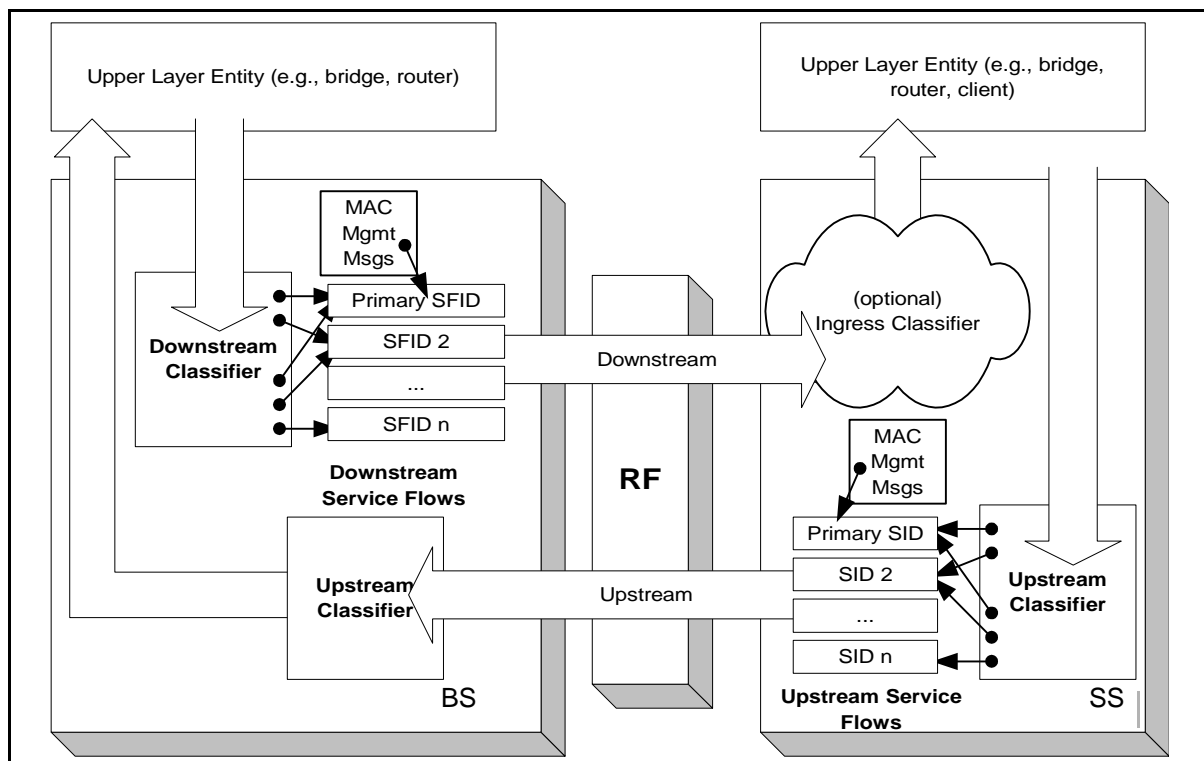 Upper Layer Entity (e.g., bridge, router)
Upper Layer Entity (e.g., bridge,
router, client)
MAC
Mgmt
Msgs
Primary SFID
SFID 2
...
SFID n
Downstream
Classifier
Downstream
Service Flows
Downstream
(optional)
Ingress Classifier
RF
MAC
Mgmt
Msgs
Primary SID
SID 2
...
SID n
Upstream
Classifier
Upstream Service
Flows
Upstream
Upstream
Classifier
BS
SS